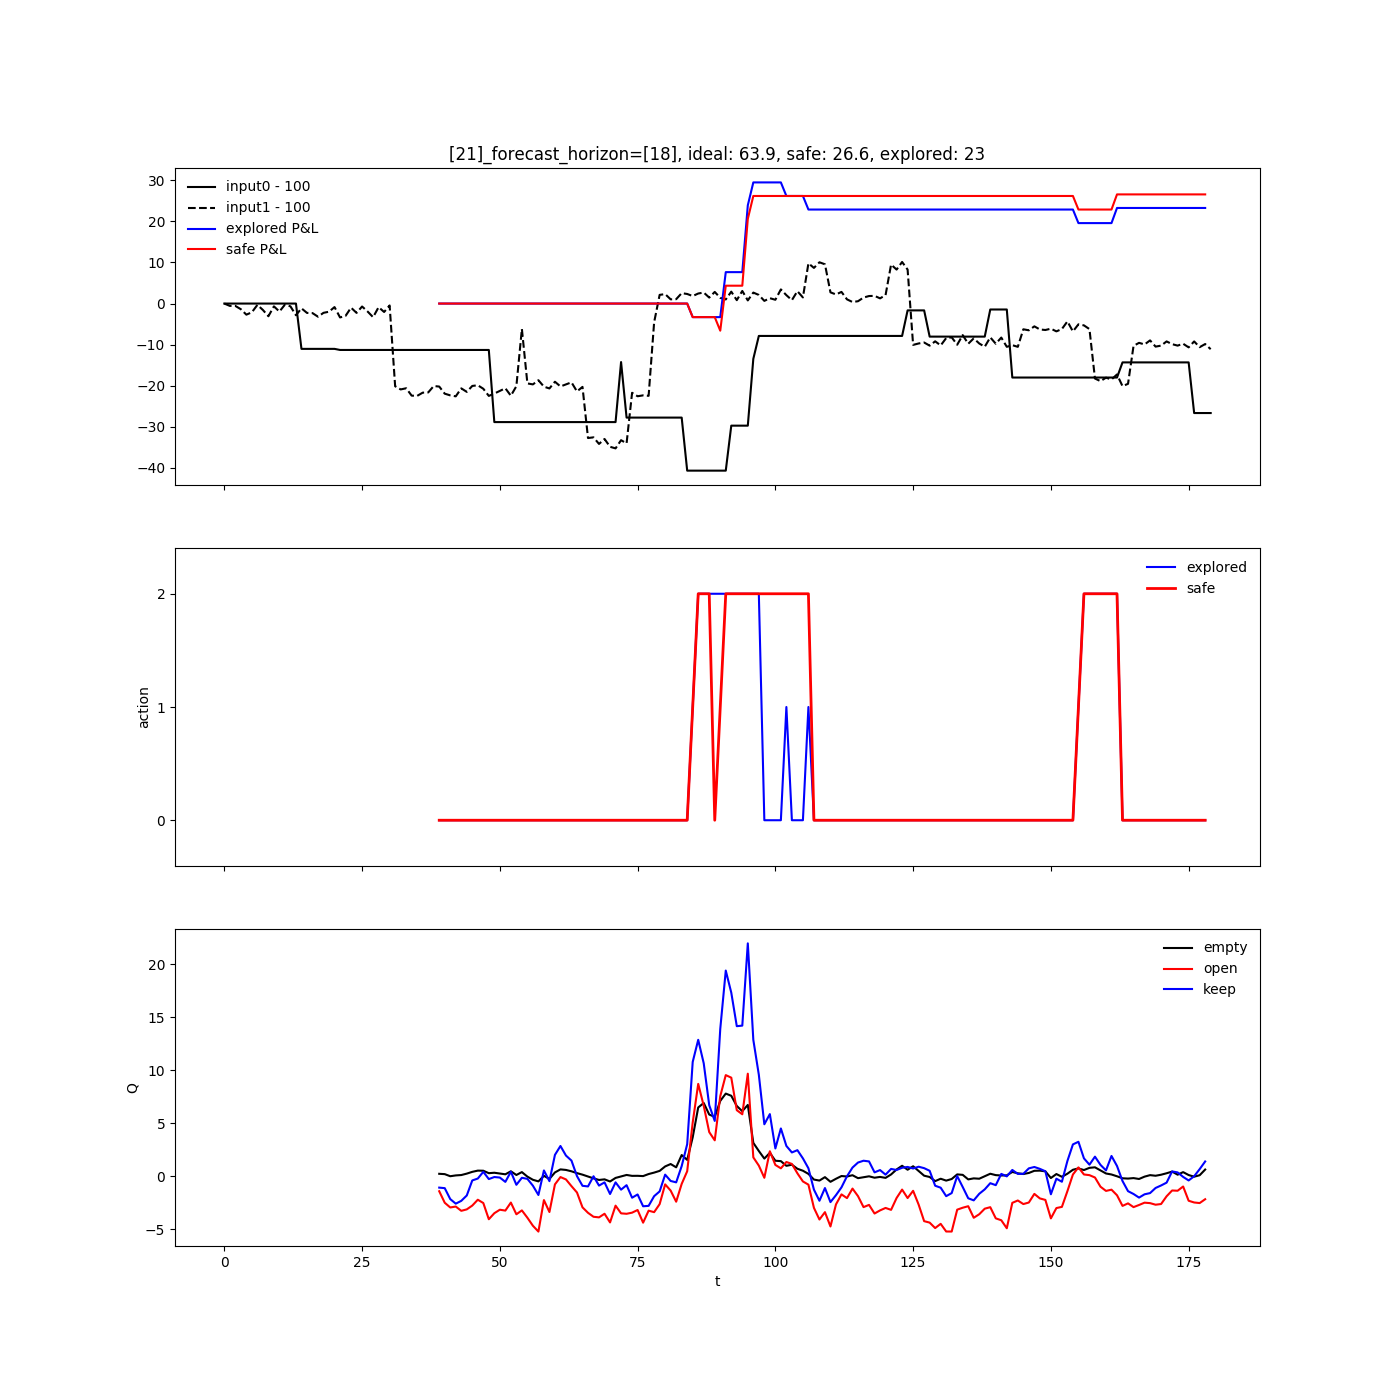 [21]_forecast_horizon=[18], ideal: 63.9, safe: 26.6, explored: 23
30
20
10
0
−10
−20
−30
−40
input0 - 100
input1 - 100
explored P&L
safe P&L
action
2
1
0
explored
safe
Q
20
15
10
5
0
−5
empty
open
keep
0 25 50 75 100 125 150 175
t